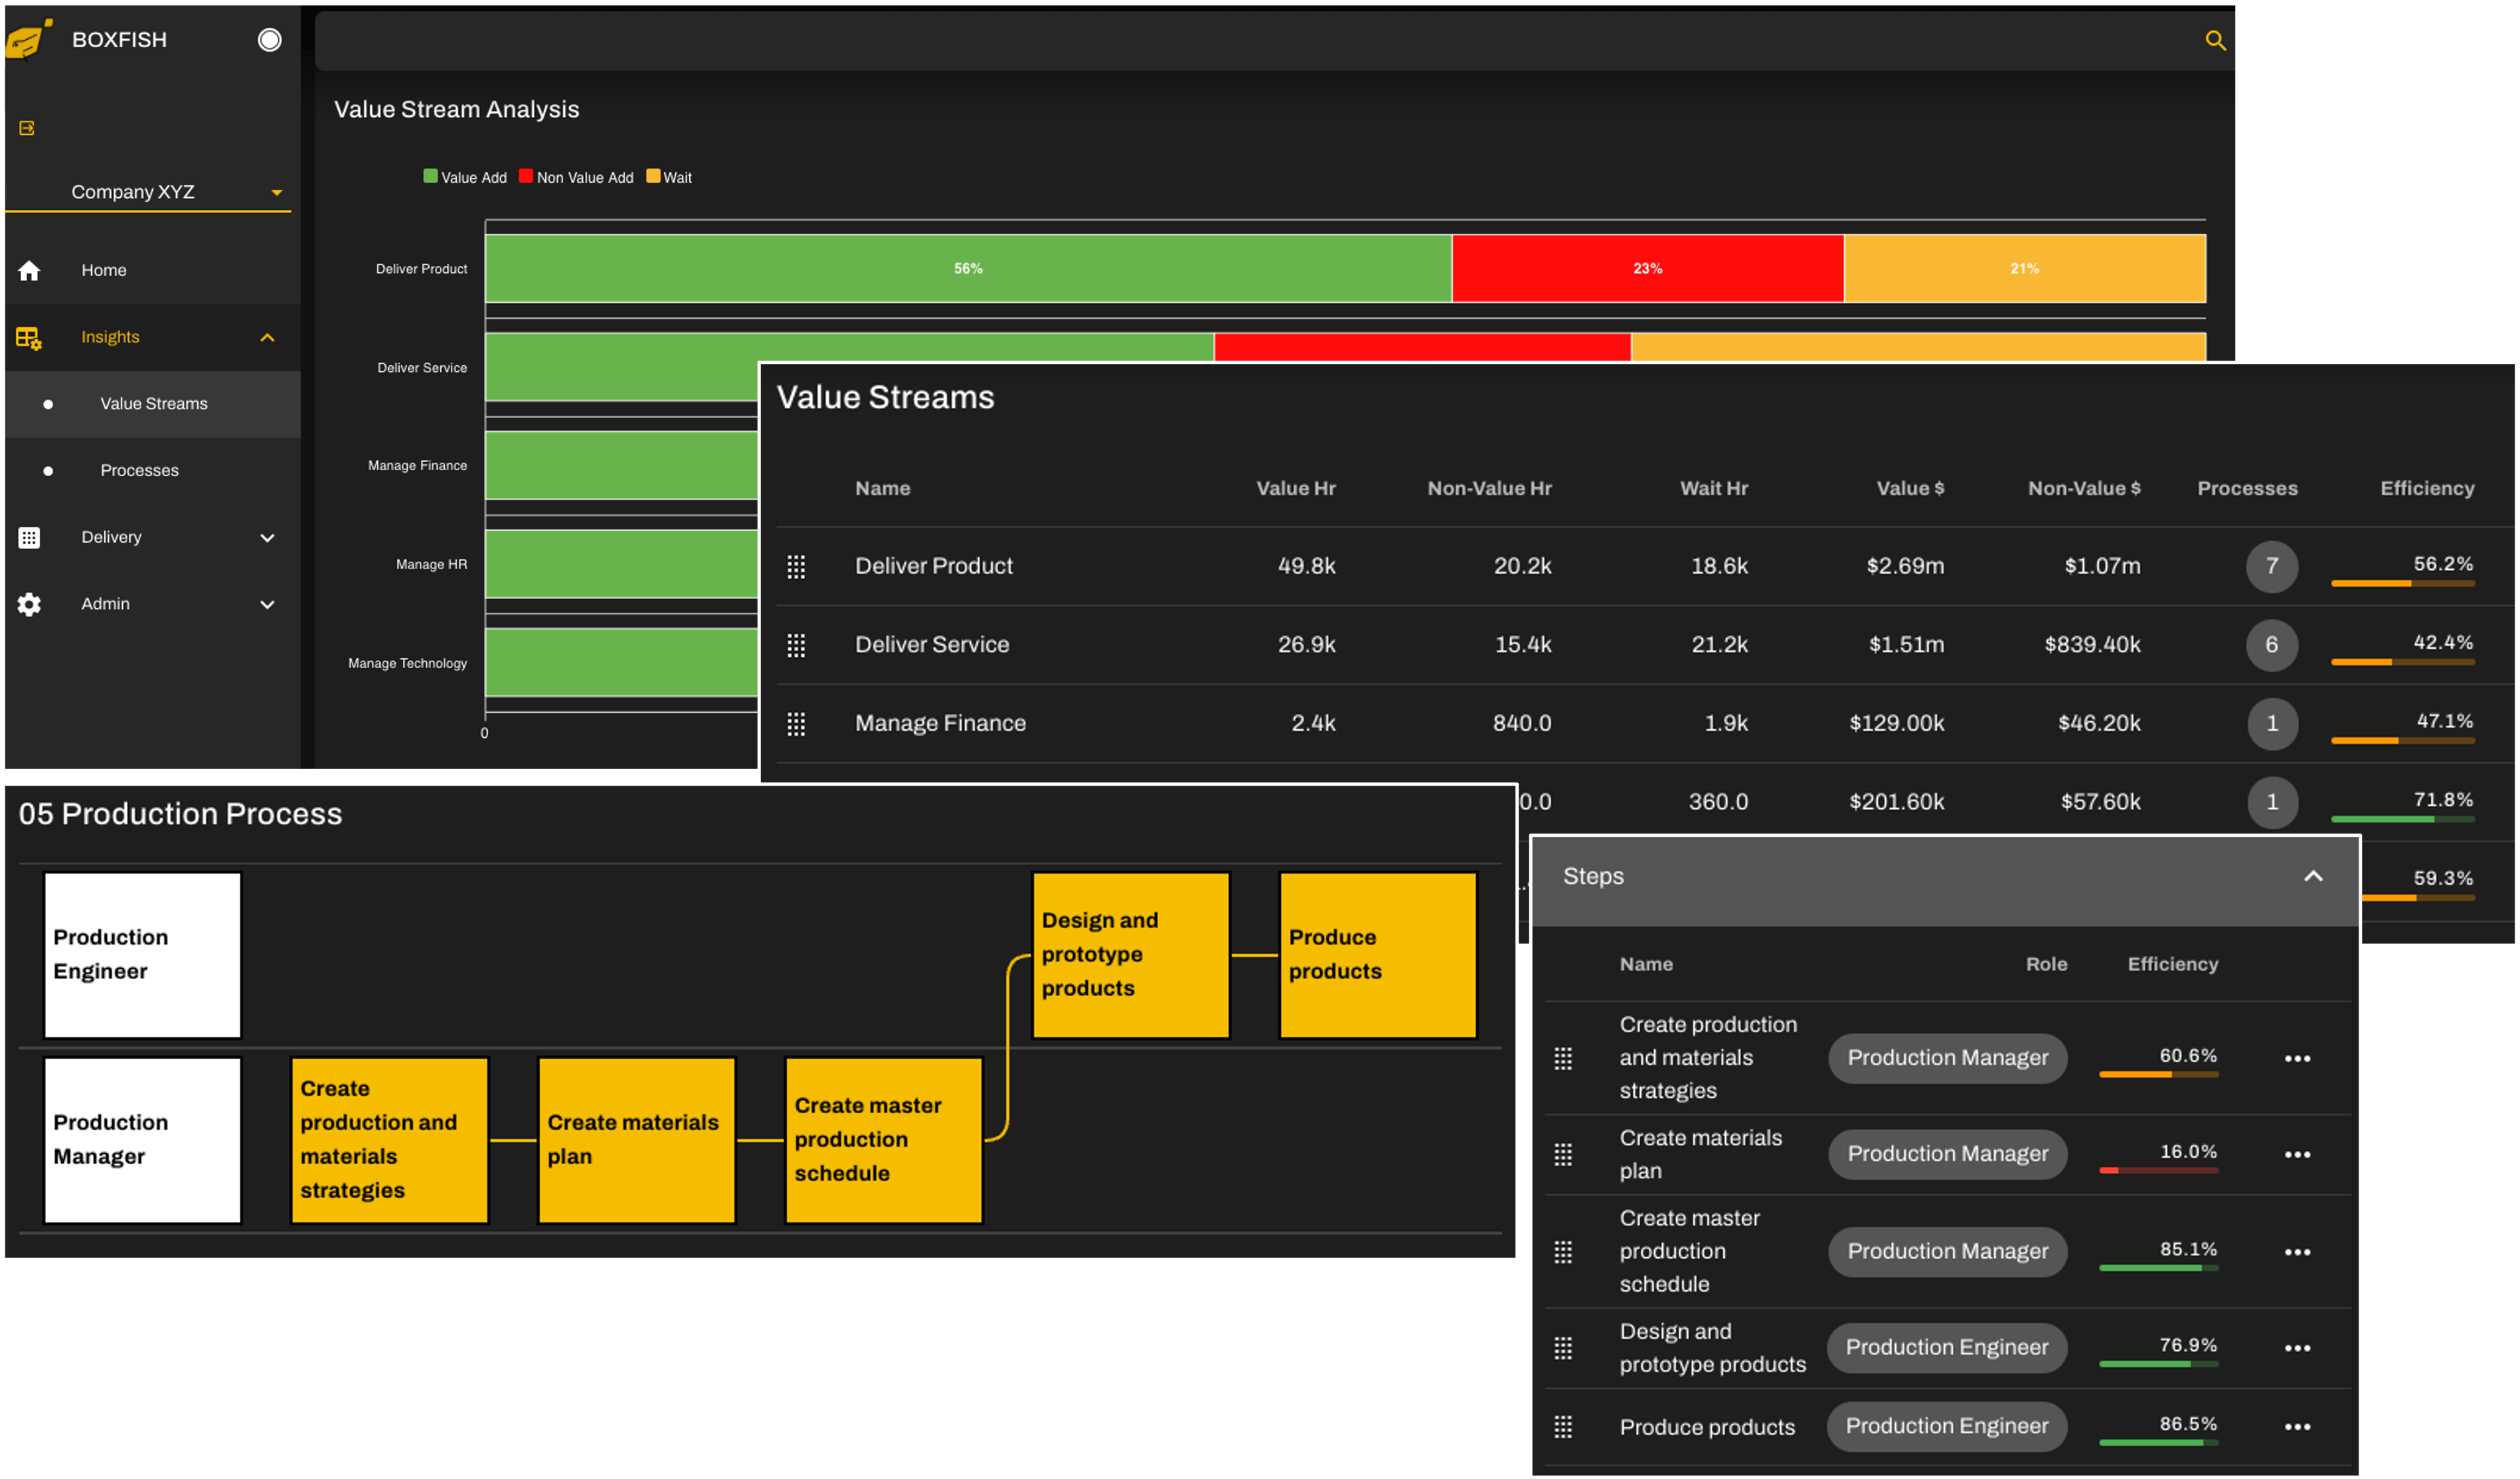 BOXFISH
Company XYZ
Home
Insights
Value Streams
Processes
Delivery
Admin
Value Stream Analysis
Value Add Non Value Add Wait
Deliver Product 56% 23% 21%
Deliver Service
Manage Finance
Manage HR
Manage Technology
0
Value Streams
Name Value Hr Non-Value Hr Wait Hr Value $ Non-Value $ Processes Efficiency
Deliver Product 49.8k 20.2k 18.6k $2.69m $1.07m 7 56.2%
Deliver Service 26.9k 15.4k 21.2k $1.51m $839.40k 6 42.4%
Manage Finance 2.4k 840.0 1.9k $129.00k $46.20k 1 47.1%
0.0 360.0 $201.60k $57.60k 1 71.8%
59.3%
05 Production Process
Production
Engineer
Design and
prototype
products
Produce
products
Production
Manager
Create
production and
materials
strategies
Create materials
plan
Create master
production
schedule
Steps
Name Role Efficiency
Create production
and materials
strategies
Production Manager 60.6%
Create materials
plan
Production Manager 16.0%
Create master
production
schedule
Production Manager 85.1%
Design and
prototype products
Production Engineer 76.9%
Produce products Production Engineer 86.5%